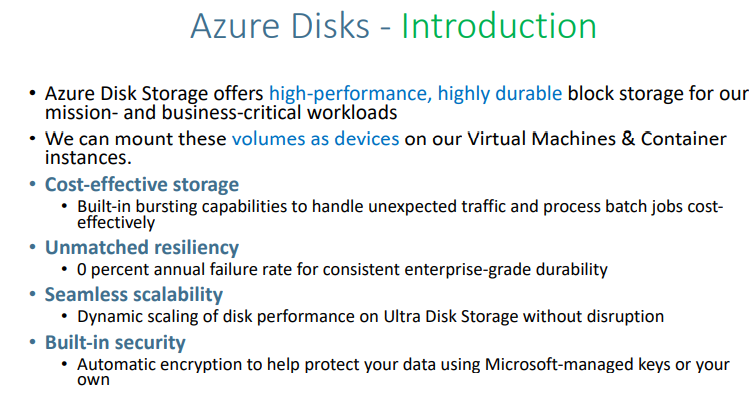 Azure Disks - Introduction
• Azure Disk Storage offers high-performance, highly durable block storage for our
mission- and business-critical workloads
• We can mount these volumes as devices on our Virtual Machines & Container
instances.
• Cost-effective storage
• Built-in bursting capabilities to handle unexpected traffic and process batch jobs cost-
effectively
• Unmatched resiliency
• 0 percent annual failure rate for consistent enterprise-grade durability
• Seamless scalability
• Dynamic scaling of disk performance on Ultra Disk Storage without disruption
• Built-in security
• Automatic encryption to help protect your data using Microsoft-managed keys or your
own